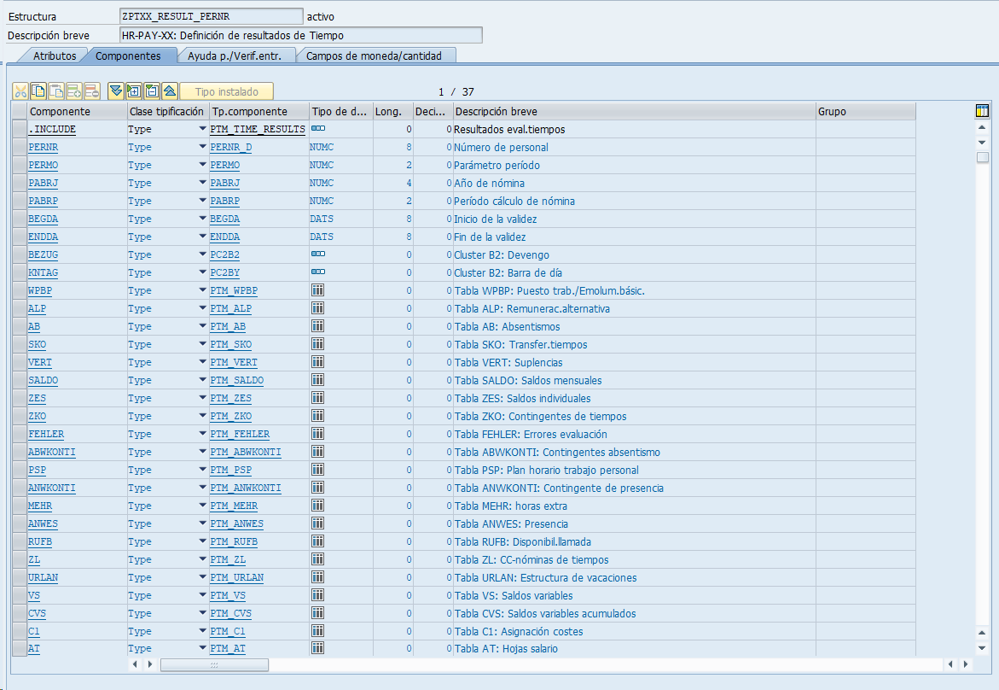 Estructura ZPTXX_RESULT_PERNR activo
Descripción breve HR-PAY-XX: Definición de resultados de Tiempo
Atributos Componentes Ayuda p./Verif.entr. Campos de moneda/cantidad
Tipo instalado 1 / 37
Componente Clase tipificación Tp.componente Tipo de d... Long. Deci... Descripción breve Grupo
.INCLUDE Type PTM_TIME_RESULTS 0 0 Resultados eval.tiempos
PERNR Type PERNR_D NUMC 8 0 Número de personal
PERMO Type PERMO NUMC 2 0 Parámetro período
PABRJ Type PABRJ NUMC 4 0 Año de nómina
PABRP Type PABRP NUMC 2 0 Período cálculo de nómina
BEGDA Type BEGDA DATS 8 0 Inicio de la validez
ENDDA Type ENDDA DATS 8 0 Fin de la validez
BEZUG Type PC2B2 0 0 Cluster B2: Devengo
KNTAG Type PC2BY 0 0 Cluster B2: Barra de día
WPBP Type PTM_WPBP 0 0 Tabla WPBP: Puesto trab./Emolum.básic.
ALP Type PTM_ALP 0 0 Tabla ALP: Remunerac.alternativa
AB Type PTM_AB 0 0 Tabla AB: Absentismos
SKO Type PTM_SKO 0 0 Tabla SKO: Transfer.tiempos
VERT Type PTM_VERT 0 0 Tabla VERT: Suplencias
SALDO Type PTM_SALDO 0 0 Tabla SALDO: Saldos mensuales
ZES Type PTM_ZES 0 0 Tabla ZES: Saldos individuales
ZKO Type PTM_ZKO 0 0 Tabla ZKO: Contingentes de tiempos
FEHLER Type PTM_FEHLER 0 0 Tabla FEHLER: Errores evaluación
ABWKONTI Type PTM_ABWKONTI 0 0 Tabla ABWKONTI: Contingentes absentismo
PSP Type PTM_PSP 0 0 Tabla PSP: Plan horario trabajo personal
ANWKONTI Type PTM_ANWKONTI 0 0 Tabla ANWKONTI: Contingente de presencia
MEHR Type PTM_MEHR 0 0 Tabla MEHR: horas extra
ANWES Type PTM_ANWES 0 0 Tabla ANWES: Presencia
RUFB Type PTM_RUFB 0 0 Tabla RUFB: Disponibil.llamada
ZL Type PTM_ZL 0 0 Tabla ZL: CC-nóminas de tiempos
URLAN Type PTM_URLAN 0 0 Tabla URLAN: Estructura de vacaciones
VS Type PTM_VS 0 0 Tabla VS: Saldos variables
CVS Type PTM_CVS 0 0 Tabla CVS: Saldos variables acumulados
C1 Type PTM_C1 0 0 Tabla C1: Asignación costes
AT Type PTM_AT 0 0 Tabla AT: Hojas salario